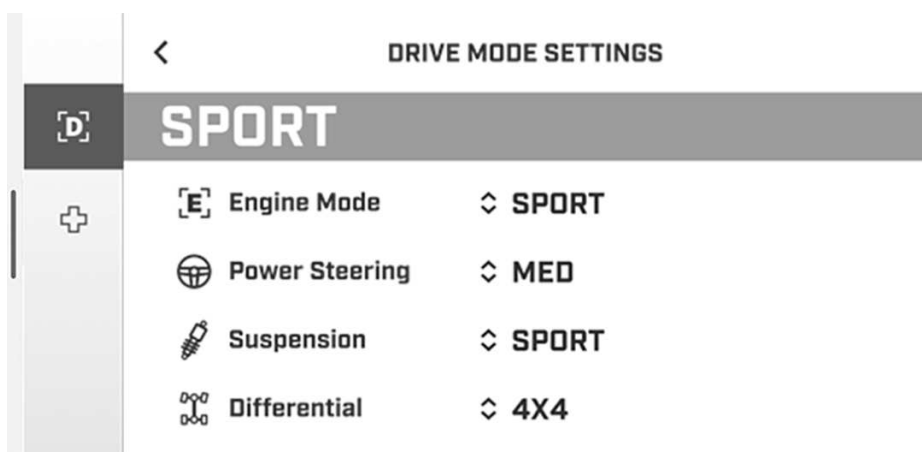 DRIVE MODE SETTINGS
D
SPORT
E Engine Mode SPORT
Power Steering MED
Suspension SPORT
Differential 4X4